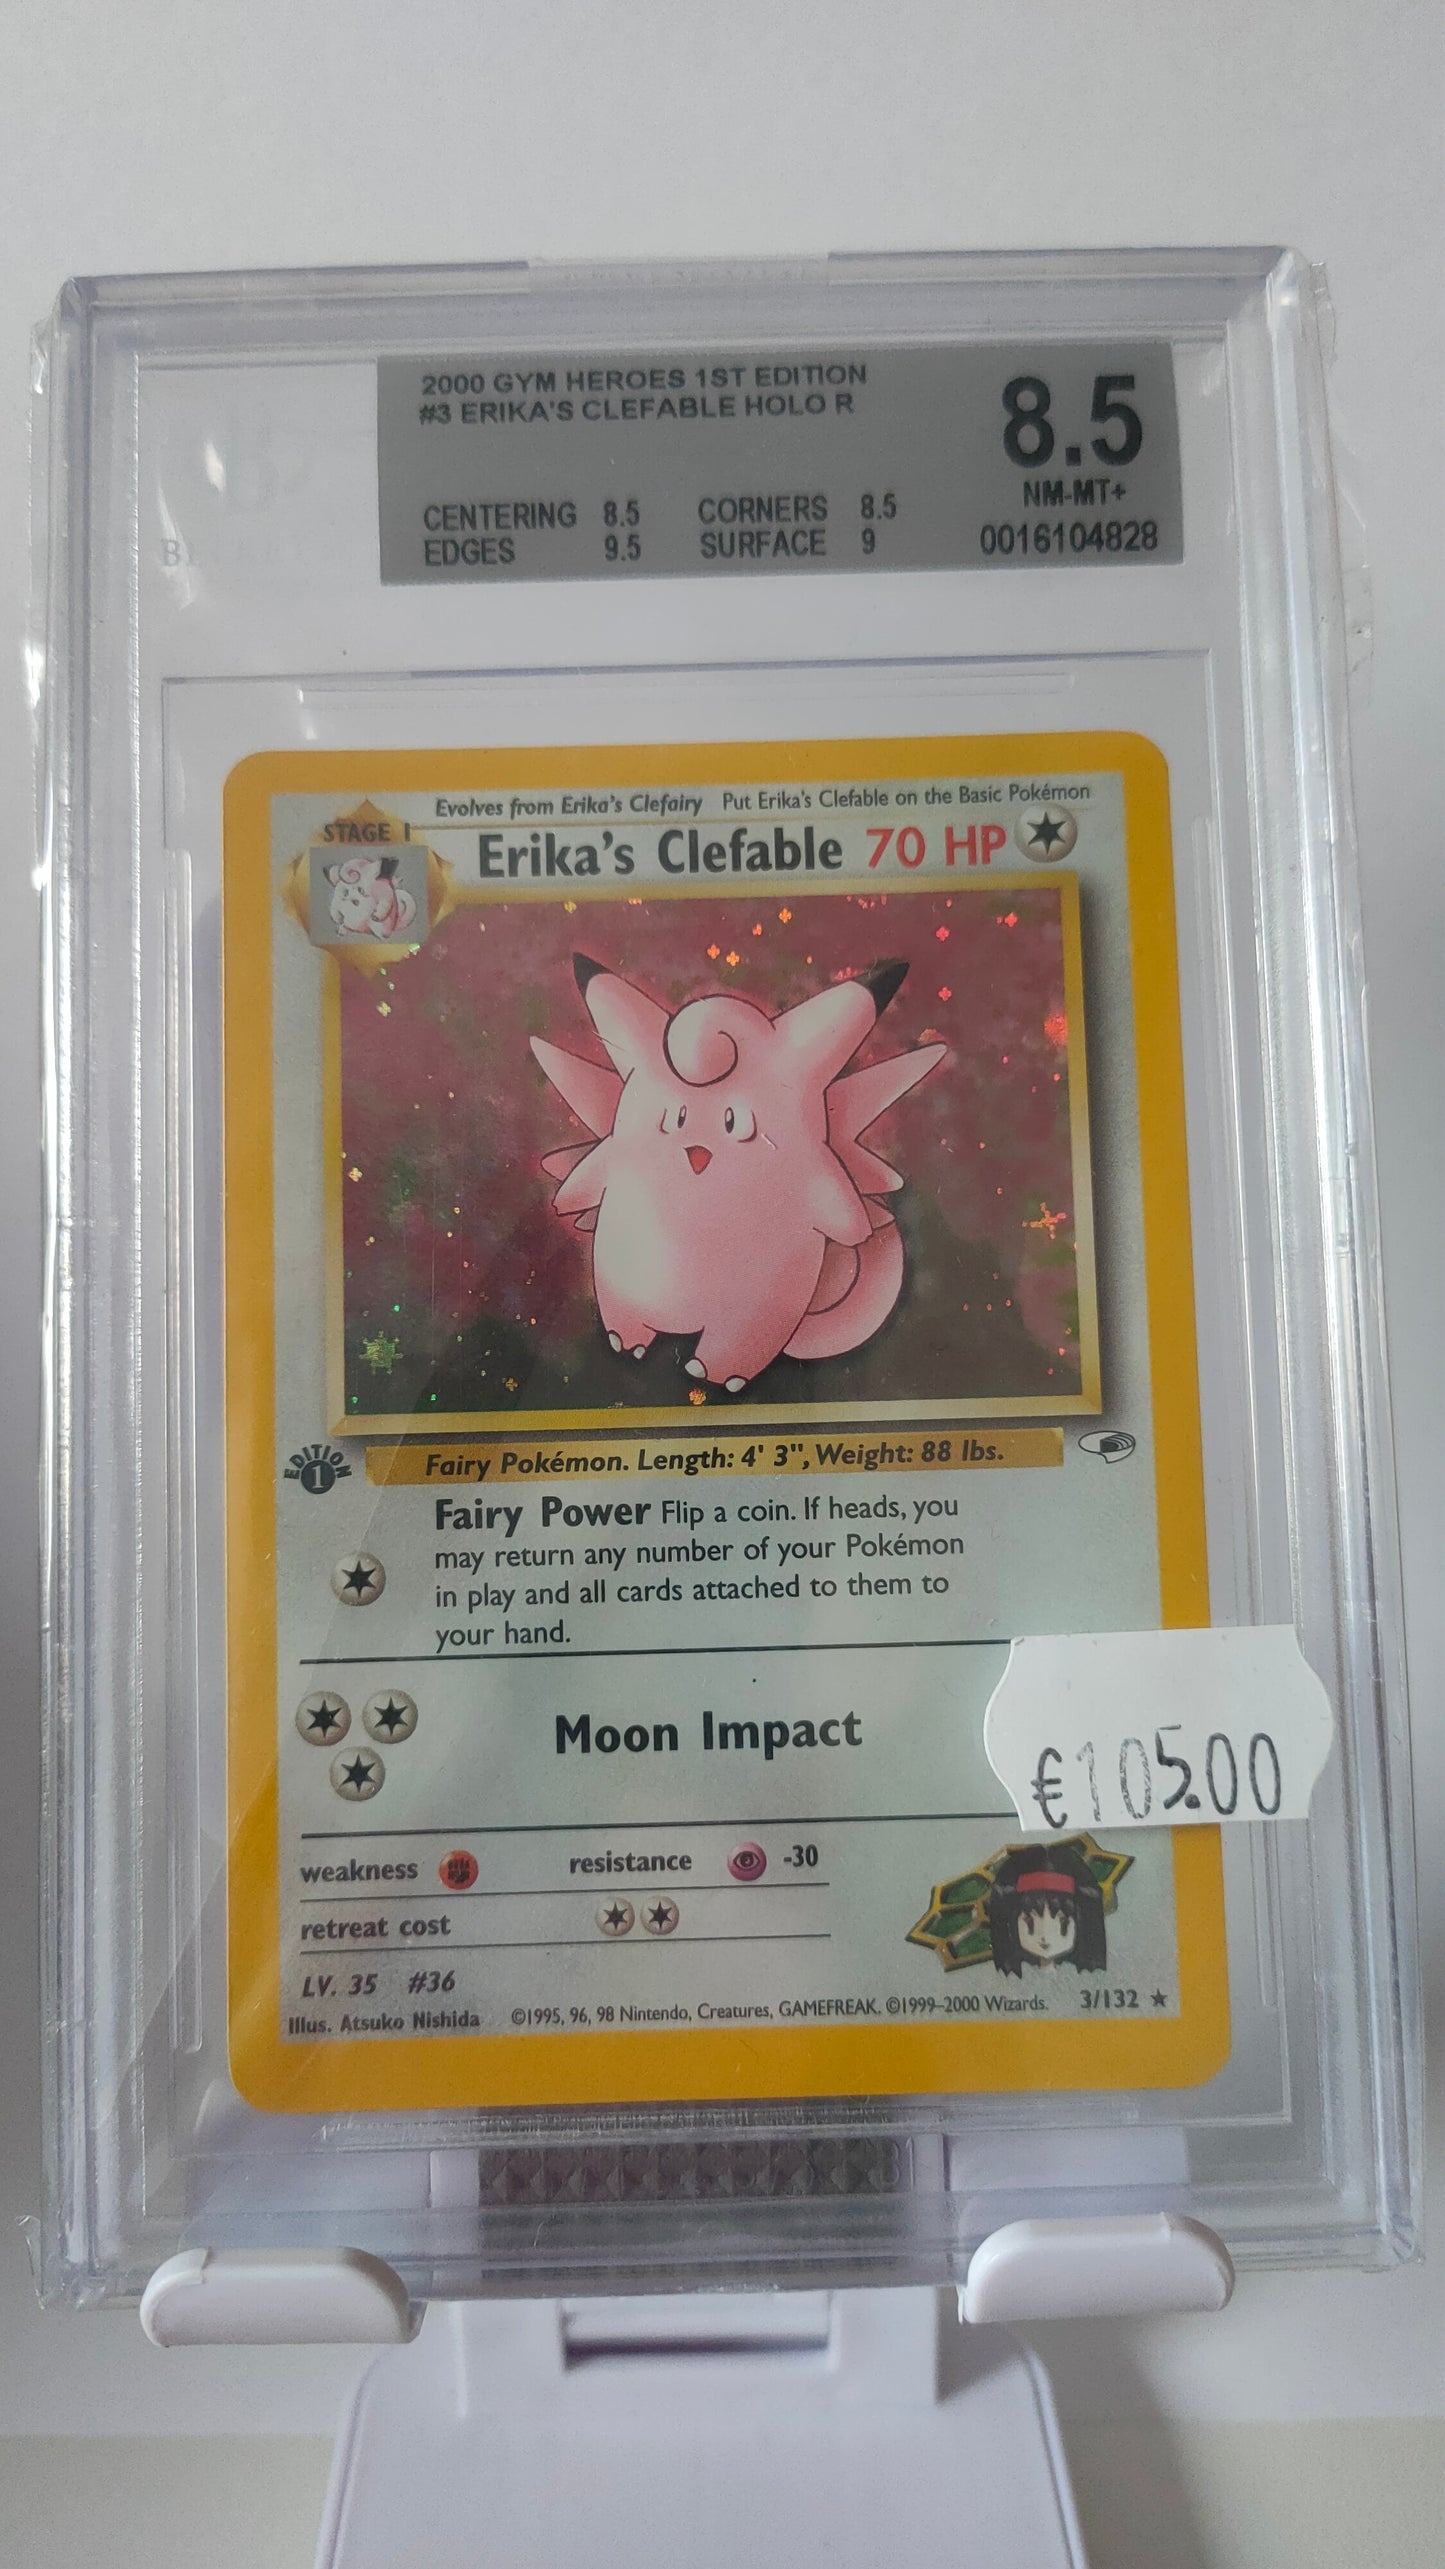 2000 GYM HEROES 1ST EDITION
#3 ERIKA'S CLEFABLE HOLO R
8.5
NM-MT+
0016104828
CENTERING 8.5 CORNERS 8.5
EDGES 9.5 SURFACE 9
Evolves from Erika's Clefairy Put Erika's Clefable on the Basic Pokémon
STAGE 1
Erika's Clefable 70 HP
EDITION
1
Fairy Pokémon. Length: 4' 3", Weight: 88 lbs.
Fairy Power Flip a coin. If heads, you
may return any number of your Pokémon
in play and all cards attached to them to
your hand.
Moon Impact
€105.00
weakness resistance -30
retreat cost
LV. 35 #36
Illus. Atsuko Nishida ©1995, 96, 98 Nintendo, Creatures, GAMEFREAK. ©1999-2000 Wizards. 3/132 ★